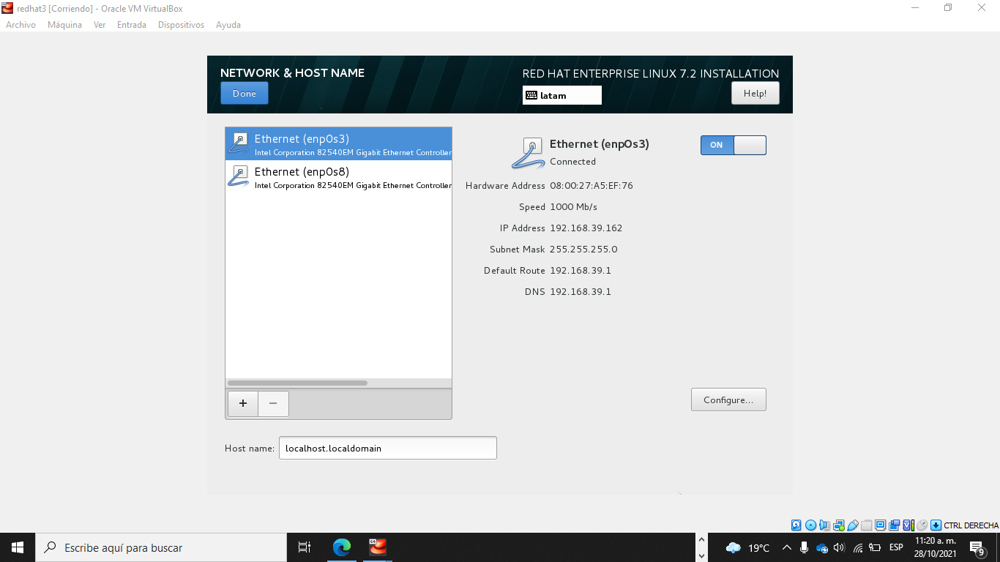 redhat3 [Corriendo] - Oracle VM VirtualBox
Archivo Máquina Ver Entrada Dispositivos Ayuda
NETWORK & HOST NAME
Done
RED HAT ENTERPRISE LINUX 7.2 INSTALLATION
latam
Help!
Ethernet (enp0s3)
Intel Corporation 82540EM Gigabit Ethernet Controller
Ethernet (enp0s8)
Intel Corporation 82540EM Gigabit Ethernet Controller
Ethernet (enp0s3)
Connected
ON
Hardware Address 08:00:27:A5:EF:76
Speed 1000 Mb/s
IP Address 192.168.39.162
Subnet Mask 255.255.255.0
Default Route 192.168.39.1
DNS 192.168.39.1
+ −
Configure...
Host name: localhost.localdomain
CTRL DERECHA
Escribe aquí para buscar
19°C
ESP
11:20 a. m.
28/10/2021
9